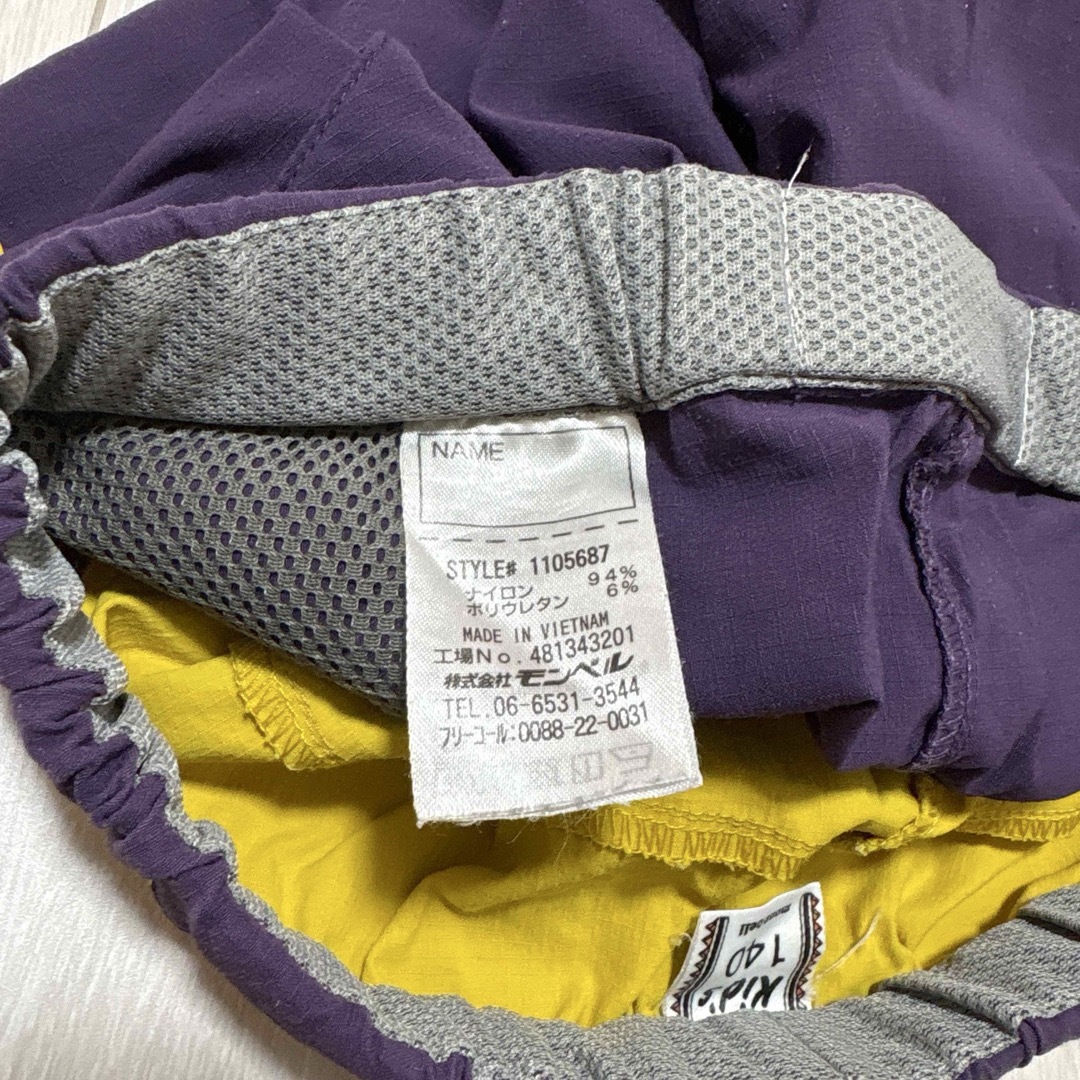 NAME
STYLE# 1105687
ナイロン 94%
ポリウレタン 6%
MADE IN VIETNAM
工場No. 481343201
株式会社 モンベル
TEL.06-6531-3544
フリーコール:0088-22-0031
mont-bell
140
Kid's